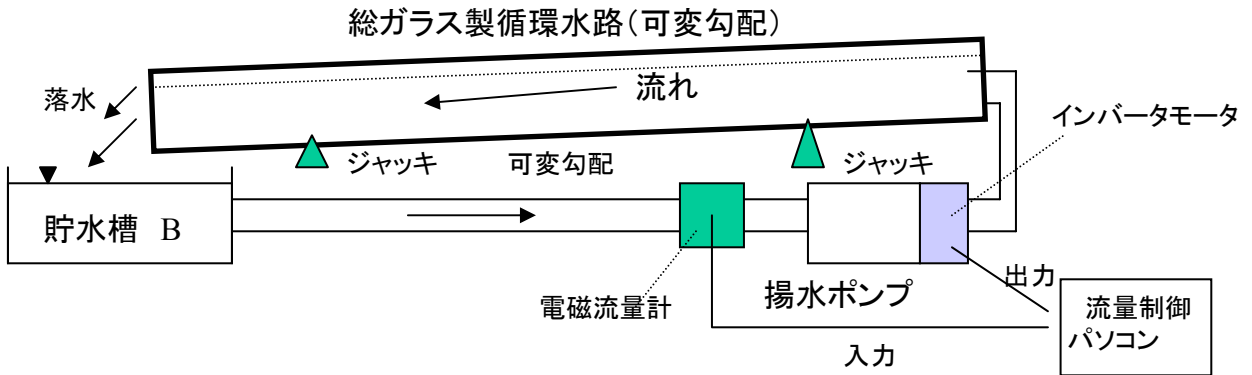 総ガラス製循環水路(可変勾配)
落水
流れ
インバータモータ
ジャッキ
可変勾配
ジャッキ
貯水槽 B
電磁流量計
揚水ポンプ
出力
入力
流量制御
パソコン